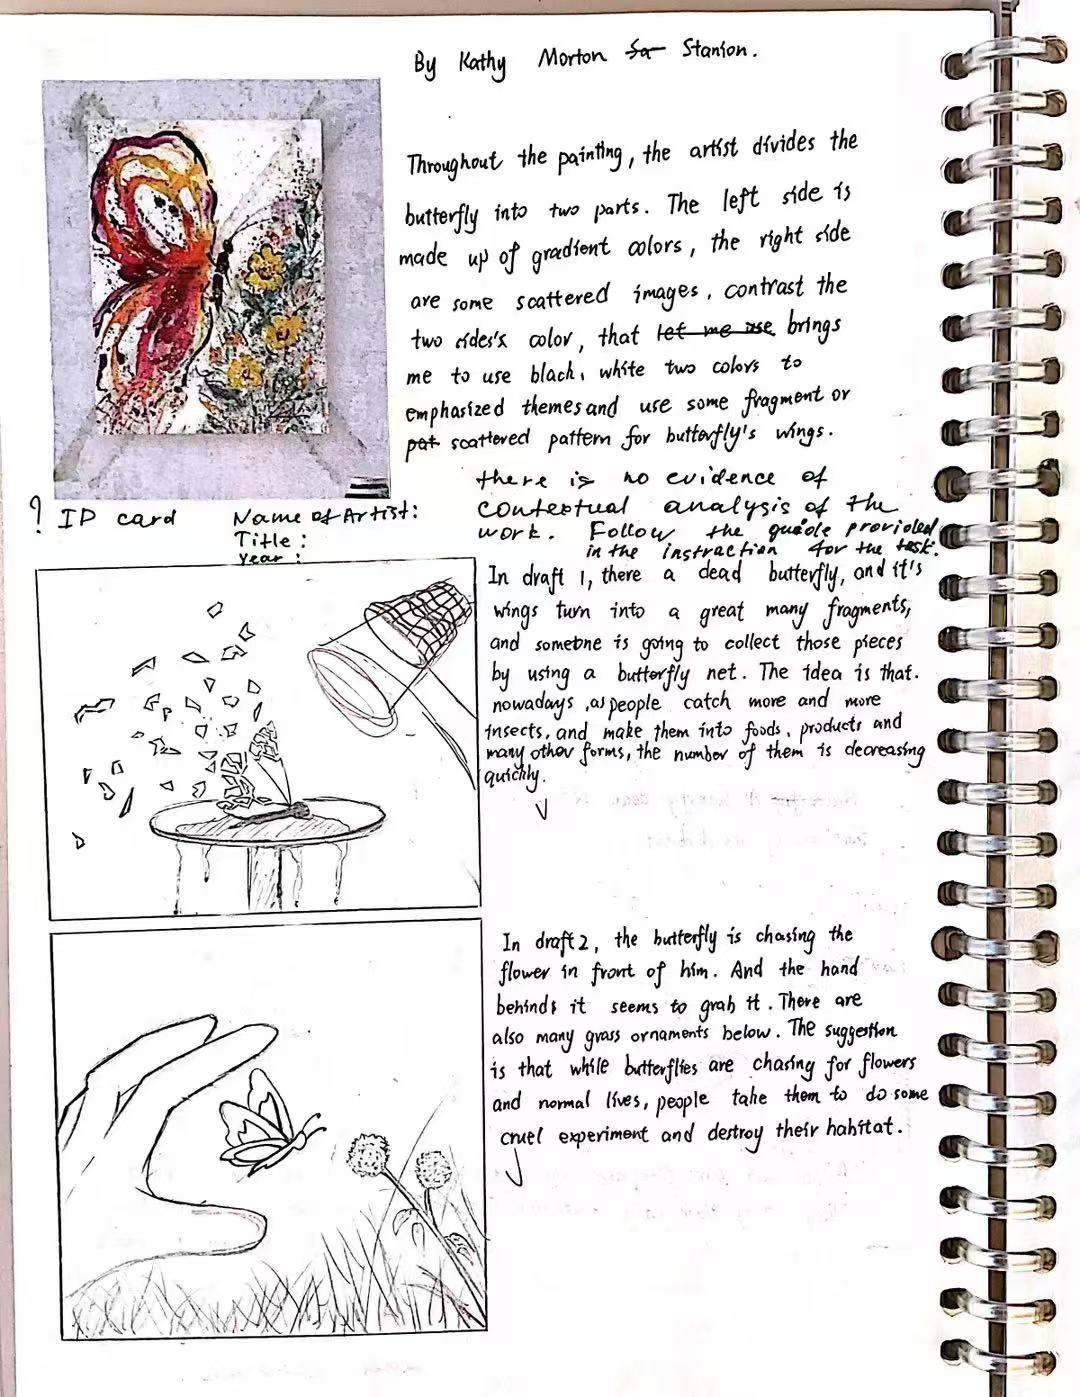 By Kathy Morton Sa Stanion.
Throughout the painting, the artist divides the
butterfly into two parts. The left side is
made up of gradient colors, the right side
are some scattered images, contrast the
two sides's color, that let me use brings
me to use black, white two colors to
emphasized themes and use some fragment or
pat scattered pattern for butterfly's wings.
there is no evidence of
contextual analysis of the
work. Follow the guide provided
in the instraction for the task.
? ID card Name of Artist:
Title :
Year :
In draft 1, there a dead butterfly, and it's
wings turn into a great many fragments,
and someone is going to collect those pieces
by using a butterfly net. The idea is that.
nowadays, as people catch more and more
insects, and make them into foods, products and
many other forms, the number of them is decreasing
quickly.
In draft 2, the butterfly is chasing the
flower in front of him. And the hand
behinds it seems to grab it. There are
also many grass ornaments below. The suggestion
is that while butterflies are chasing for flowers
and normal lives, people take them to do some
cruel experiment and destroy their habitat.